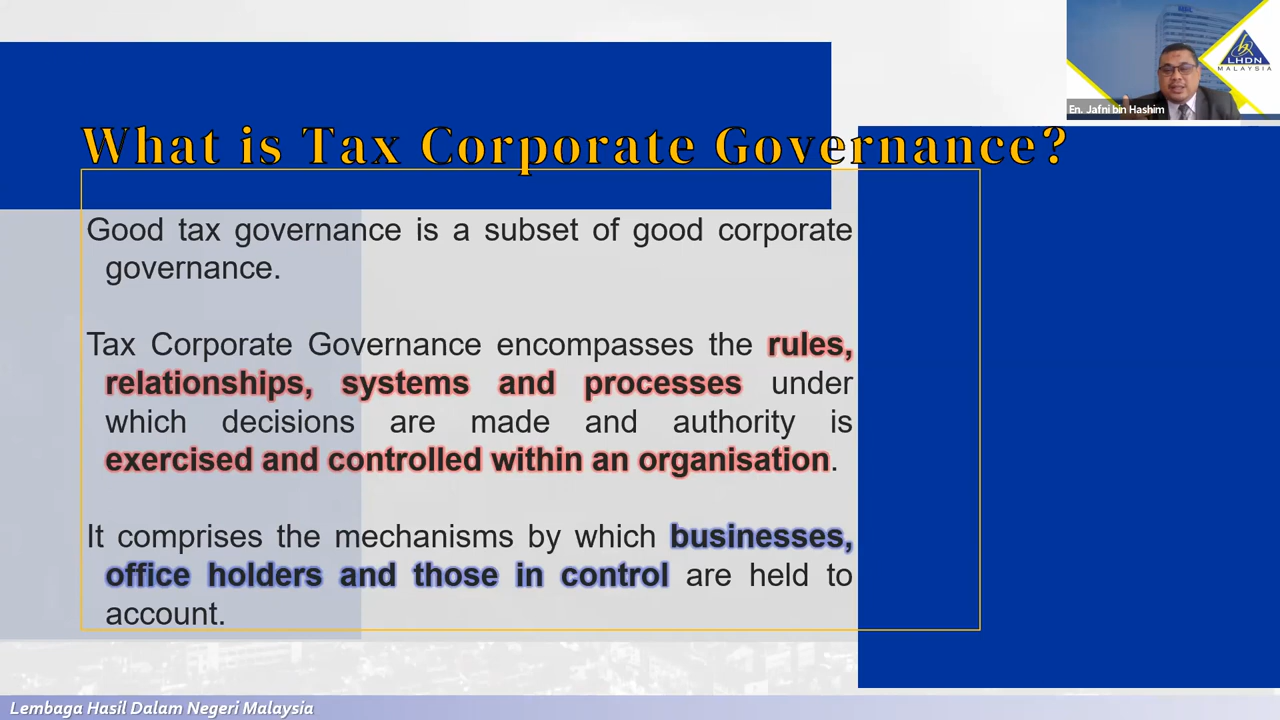 LHDN
MALAYSIA
En. Jafni bin Hashim
What is Tax Corporate Governance?
Good tax governance is a subset of good corporate
governance.
Tax Corporate Governance encompasses the rules,
relationships, systems and processes under
which decisions are made and authority is
exercised and controlled within an organisation.
It comprises the mechanisms by which businesses,
office holders and those in control are held to
account.
Lembaga Hasil Dalam Negeri Malaysia